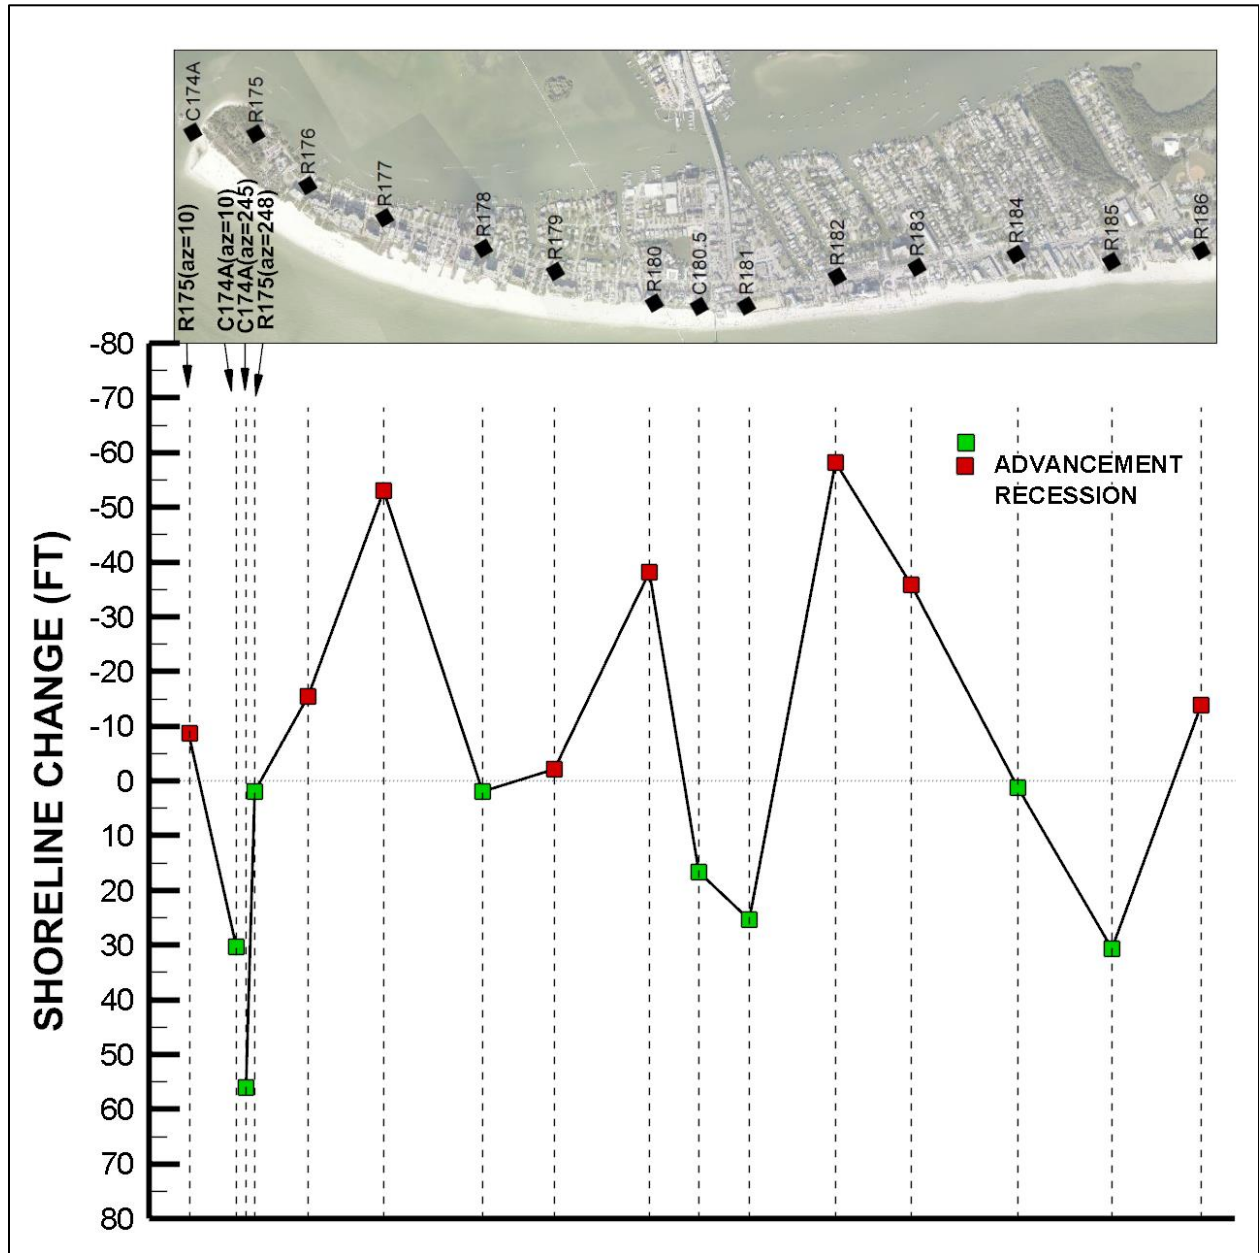 C174A
R175
R176
R177
R178
R179
R180
C180.5
R181
R182
R183
R184
R185
R186
R175(az=10)
C174A(az=10)
C174A(az=245)
R175(az=248)
-80
-70
-60
-50
-40
-30
-20
-10
0
10
20
30
40
50
60
70
80
SHORELINE CHANGE (FT)
ADVANCEMENT
RECESSION